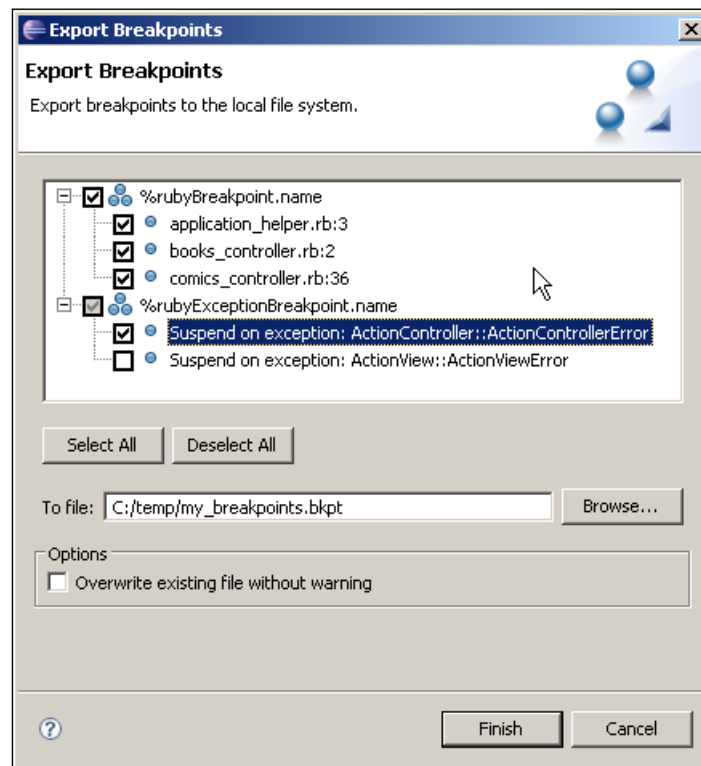 Export Breakpoints
Export Breakpoints
Export breakpoints to the local file system.
%rubyBreakpoint.name
application_helper.rb:3
books_controller.rb:2
comics_controller.rb:36
%rubyExceptionBreakpoint.name
Suspend on exception: ActionController::ActionControllerError
Suspend on exception: ActionView::ActionViewError
Select All Deselect All
To file: C:/temp/my_breakpoints.bkpt Browse...
Options
Overwrite existing file without warning
? Finish Cancel